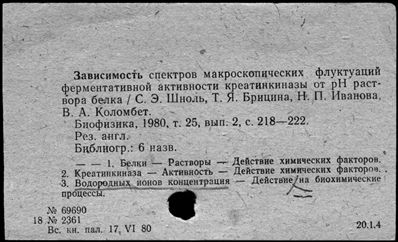 Зависимость спектров макроскопических флуктуаций
ферментативной активности креатинкиназы от рН раст-
вора белка / С. Э. Шноль, Т. Я. Брицина, Н. П. Иванова,
В. А. Коломбет.
Биофизика, 1980, т. 25, вып. 2, с. 218—222.
Рез. англ.
Библиогр.: 6 назв.
— — 1. Белки — Растворы — Действие химических факторов.
2. Креатинкиназа — Активность — Действие химических факторов.
3. Водородных ионов концентрация — Действие на биохимические
процессы.
№ 69690
18 № 2361
Вс. кн. пал. 17, VI 80
20.1.4